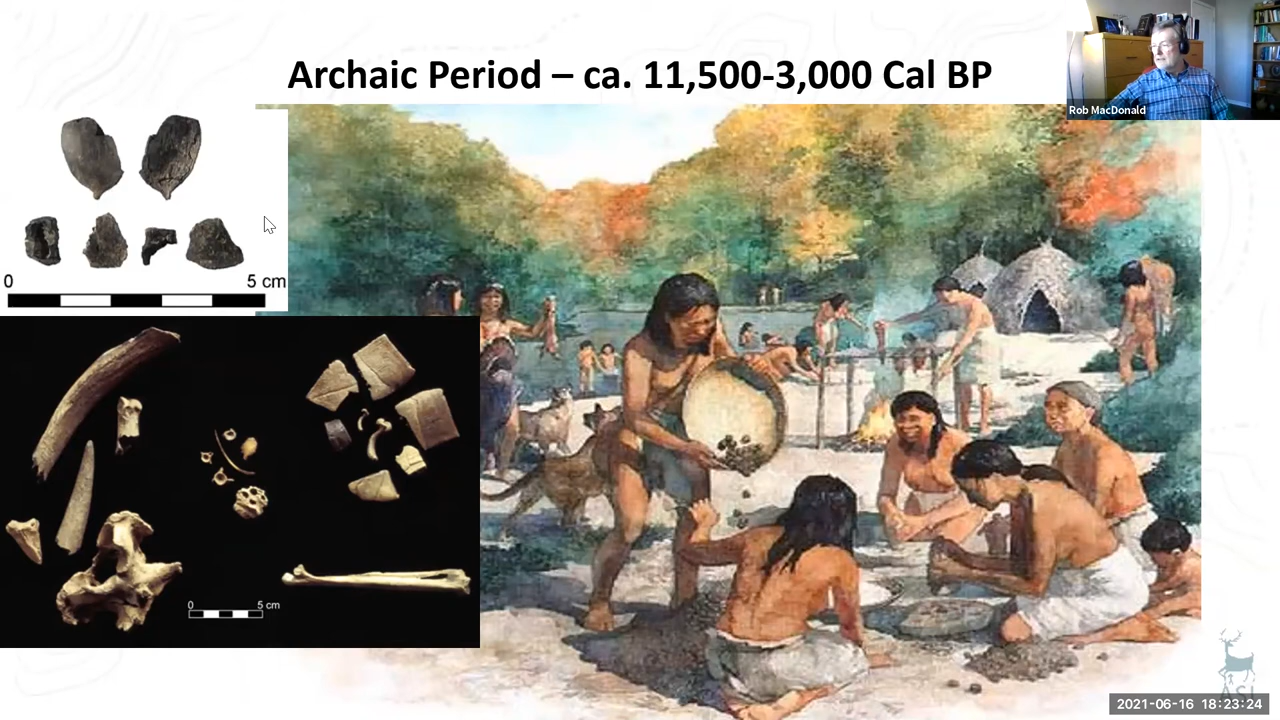 Archaic Period – ca. 11,500-3,000 Cal BP
Rob MacDonald
0 5 cm
0 5 cm
ASI
2021-06-16 18:23:24